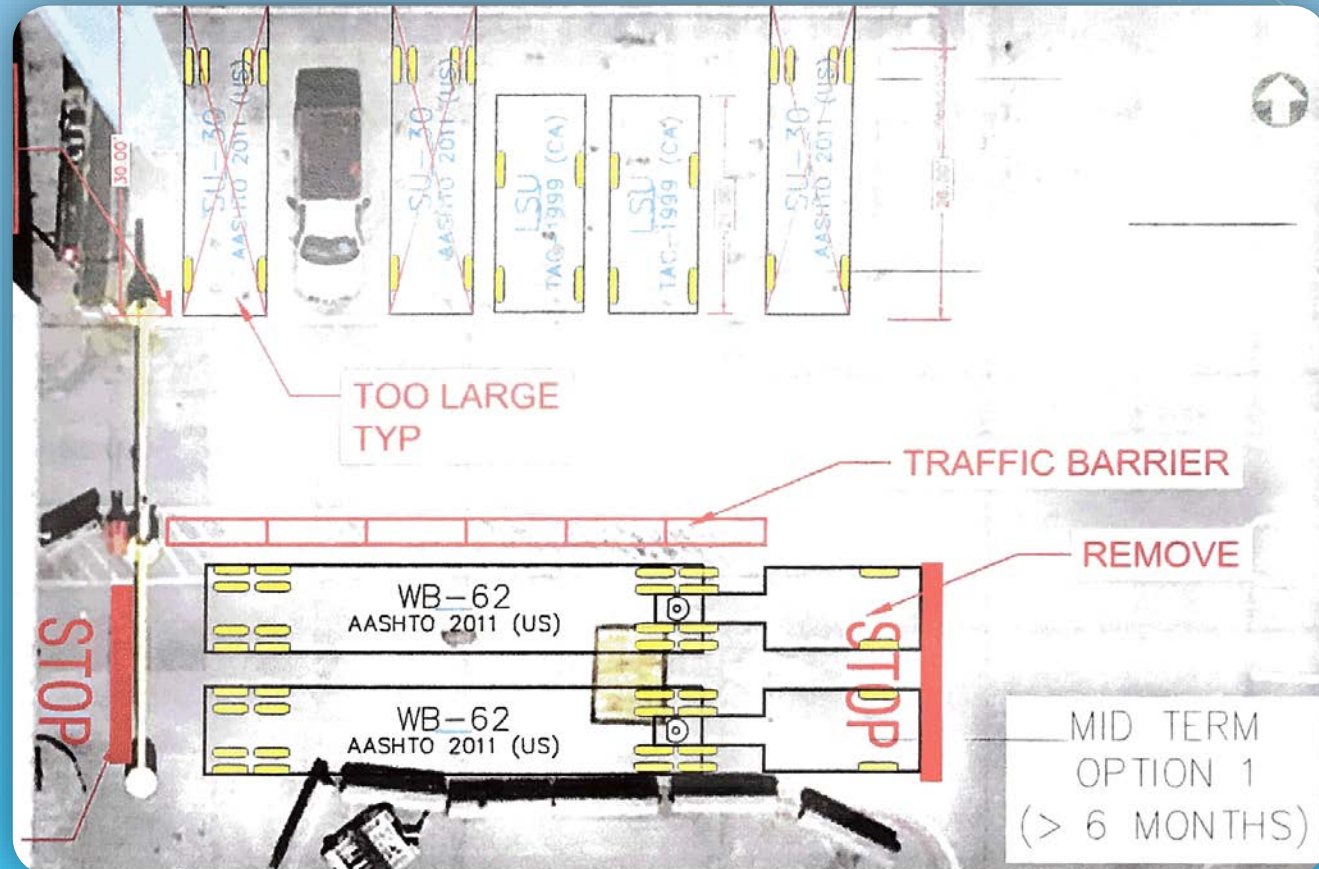 30.00'
SU-30
AASHTO 2011 (US)
SU-30
AASHTO 2011 (US)
LSU
TAC-1999 (CA)
LSU
TAC-1999 (CA)
SU-30
AASHTO 2011 (US)
TOO LARGE
TYP
TRAFFIC BARRIER
REMOVE
WB-62
AASHTO 2011 (US)
WB-62
AASHTO 2011 (US)
STOP
STOP
MID TERM
OPTION 1
(> 6 MONTHS)